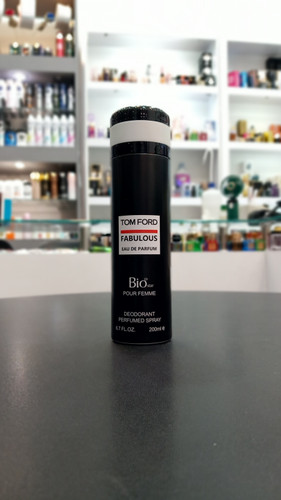 TOM FORD
FABULOUS
EAU DE PARFUM
Bio
POUR FEMME
DEODORANT
PERFUMED SPRAY
6.7 FL.OZ. 200ml e